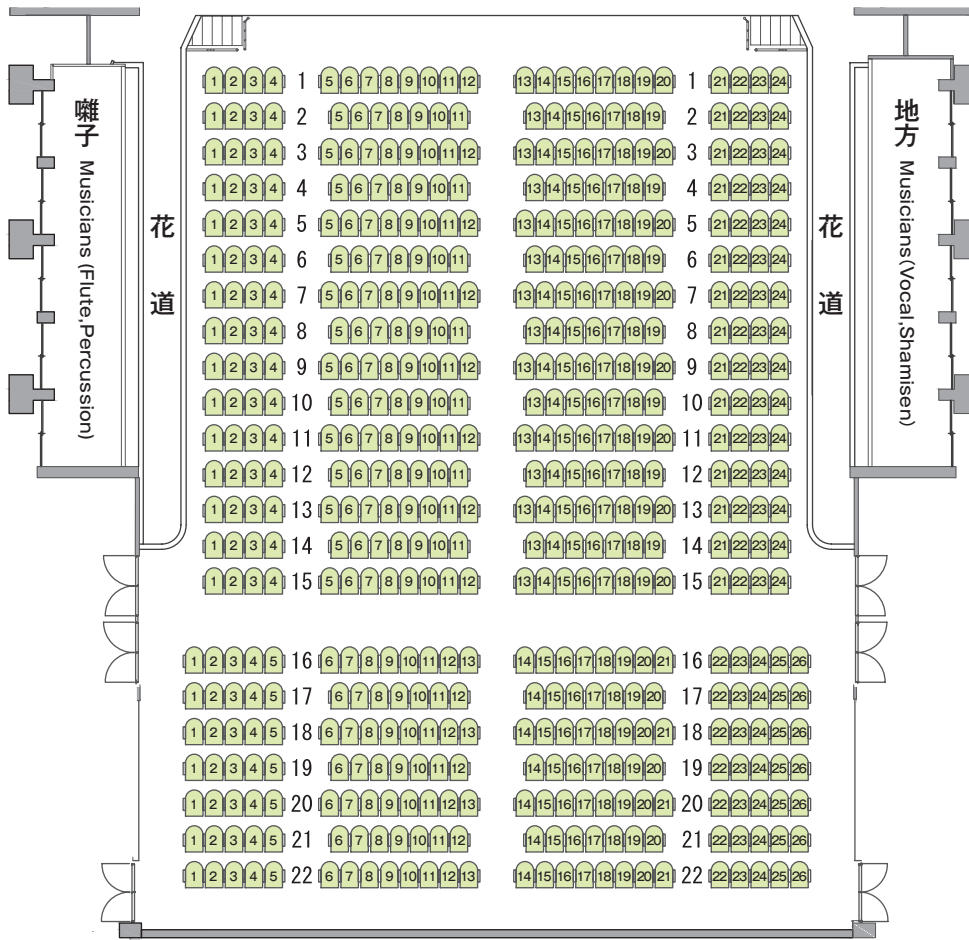 1 2 3 4 1 5 6 7 8 9 10 11 12 13 14 15 16 17 18 19 20 1 21 22 23 24
1 2 3 4 2 5 6 7 8 9 10 11 13 14 15 16 17 18 19 2 21 22 23 24
1 2 3 4 3 5 6 7 8 9 10 11 12 13 14 15 16 17 18 19 20 3 21 22 23 24
1 2 3 4 4 5 6 7 8 9 10 11 13 14 15 16 17 18 19 4 21 22 23 24
1 2 3 4 5 5 6 7 8 9 10 11 12 13 14 15 16 17 18 19 20 5 21 22 23 24
1 2 3 4 6 5 6 7 8 9 10 11 13 14 15 16 17 18 19 6 21 22 23 24
1 2 3 4 7 5 6 7 8 9 10 11 12 13 14 15 16 17 18 19 20 7 21 22 23 24
1 2 3 4 8 5 6 7 8 9 10 11 13 14 15 16 17 18 19 8 21 22 23 24
1 2 3 4 9 5 6 7 8 9 10 11 12 13 14 15 16 17 18 19 20 9 21 22 23 24
1 2 3 4 10 5 6 7 8 9 10 11 13 14 15 16 17 18 19 10 21 22 23 24
1 2 3 4 11 5 6 7 8 9 10 11 12 13 14 15 16 17 18 19 20 11 21 22 23 24
1 2 3 4 12 5 6 7 8 9 10 11 13 14 15 16 17 18 19 12 21 22 23 24
1 2 3 4 13 5 6 7 8 9 10 11 12 13 14 15 16 17 18 19 20 13 21 22 23 24
1 2 3 4 14 5 6 7 8 9 10 11 13 14 15 16 17 18 19 14 21 22 23 24
1 2 3 4 15 5 6 7 8 9 10 11 12 13 14 15 16 17 18 19 20 15 21 22 23 24
1 2 3 4 5 16 6 7 8 9 10 11 12 13 14 15 16 17 18 19 20 21 16 22 23 24 25 26
1 2 3 4 5 17 6 7 8 9 10 11 12 14 15 16 17 18 19 20 17 22 23 24 25 26
1 2 3 4 5 18 6 7 8 9 10 11 12 13 14 15 16 17 18 19 20 21 18 22 23 24 25 26
1 2 3 4 5 19 6 7 8 9 10 11 12 14 15 16 17 18 19 20 19 22 23 24 25 26
1 2 3 4 5 20 6 7 8 9 10 11 12 13 14 15 16 17 18 19 20 21 20 22 23 24 25 26
1 2 3 4 5 21 6 7 8 9 10 11 12 14 15 16 17 18 19 20 21 22 23 24 25 26
1 2 3 4 5 22 6 7 8 9 10 11 12 13 14 15 16 17 18 19 20 21 22 22 23 24 25 26
囃子 Musicians (Flute,Percussion)
花道
花道
地方 Musicians(Vocal,Shamisen)